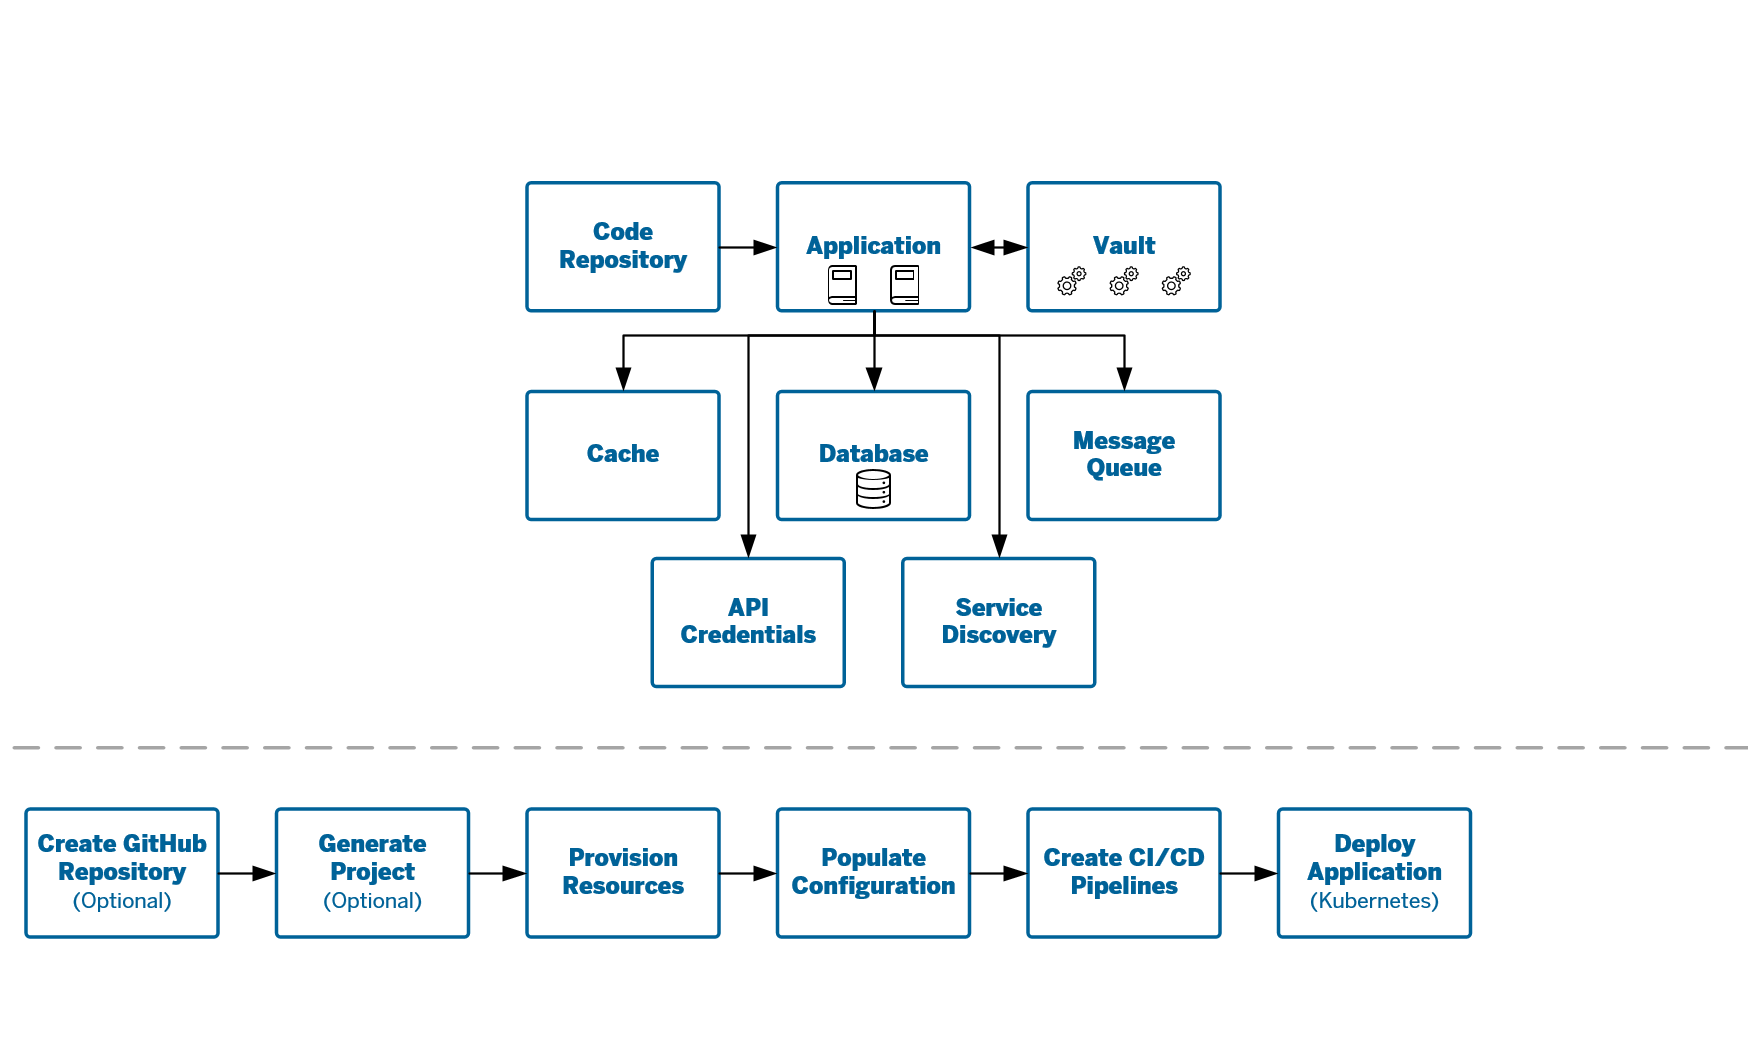 Code
Repository
Application
Vault
Cache
Database
Message
Queue
API
Credentials
Service
Discovery
Create GitHub
Repository
(Optional)
Generate
Project
(Optional)
Provision
Resources
Populate
Configuration
Create CI/CD
Pipelines
Deploy
Application
(Kubernetes)